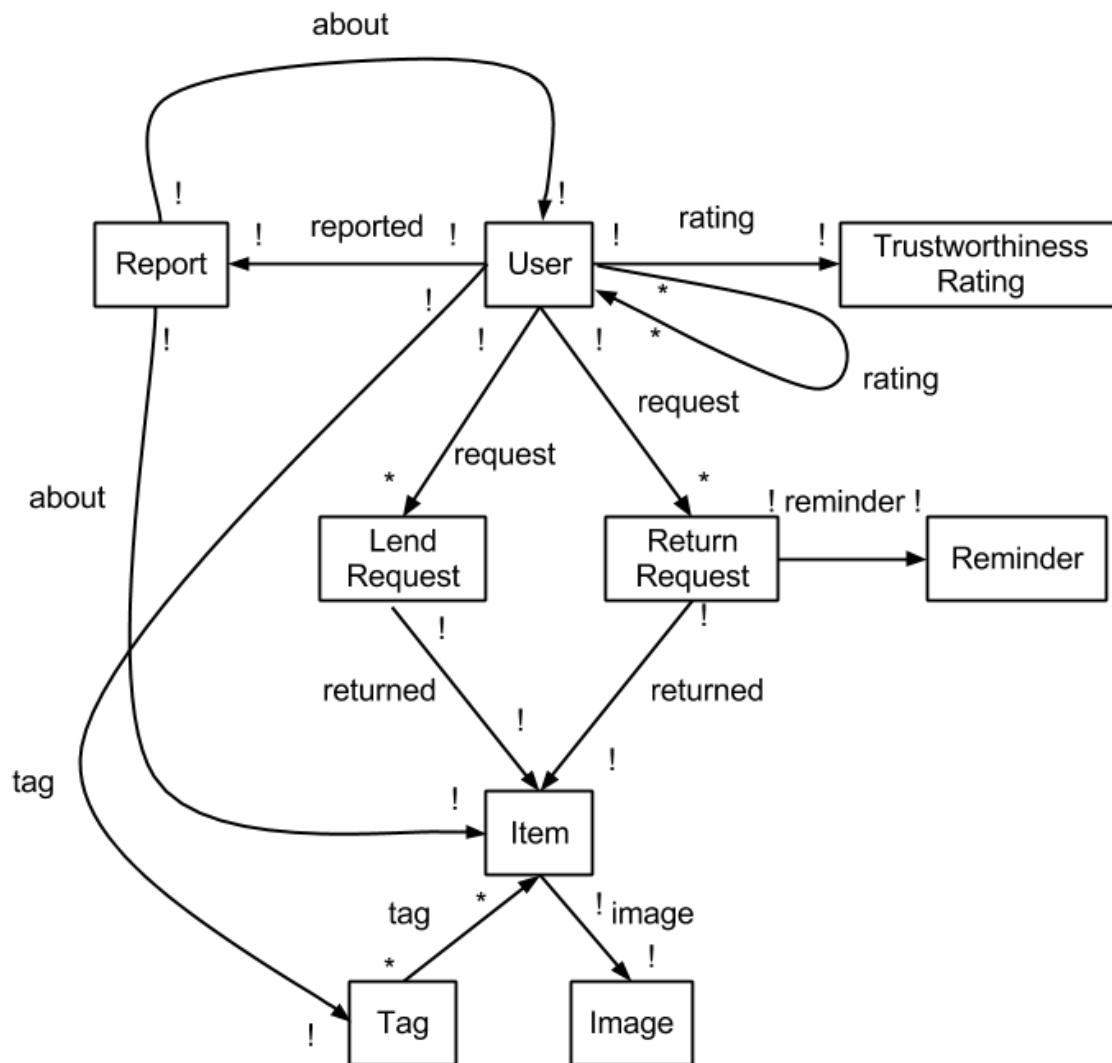 about
!
!
!
reported
!
!
rating
!
Report
User
Trustworthiness
Rating
*
!
!
!
!
*
rating
request
request
about
*
*
! reminder !
Lend
Request
Return
Request
Reminder
!
!
returned
returned
!
!
tag
!
Item
tag
*
!
image
*
!
!
Tag
Image